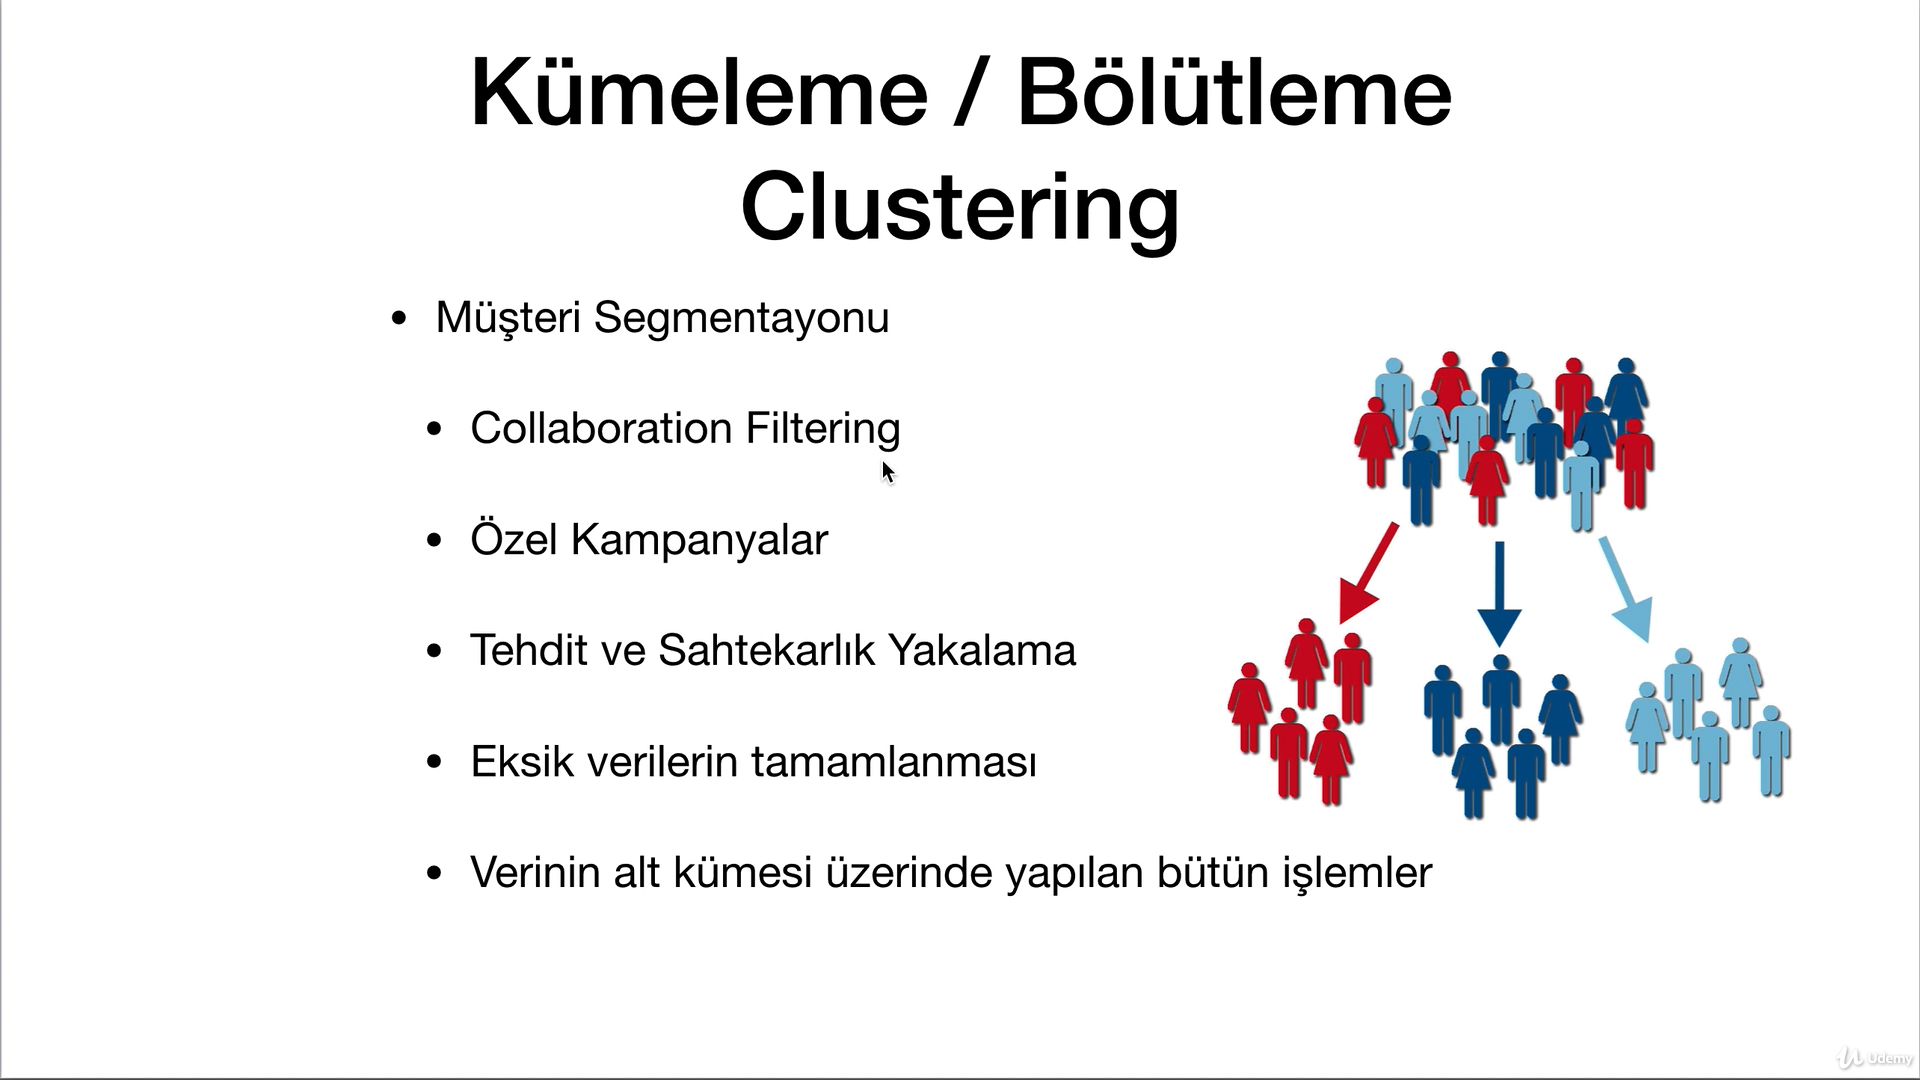 Kümeleme / Bölütleme
Clustering
• Müşteri Segmentayonu
• Collaboration Filtering
• Özel Kampanyalar
• Tehdit ve Sahtekarlık Yakalama
• Eksik verilerin tamamlanması
• Verinin alt kümesi üzerinde yapılan bütün işlemler
Udemy